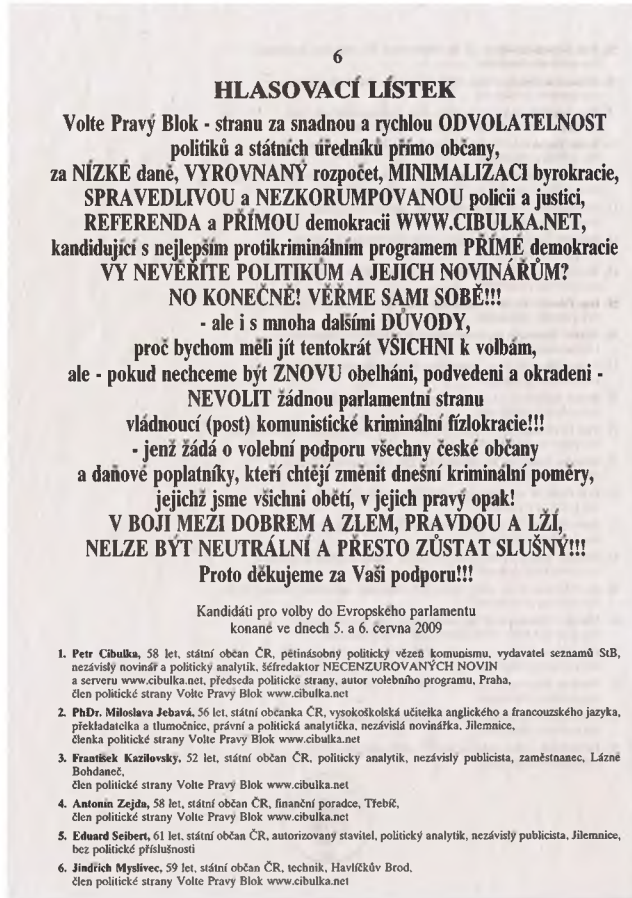 6
HLASOVACÍ LÍSTEK
Volte Pravý Blok - stranu za snadnou a rychlou ODVOLATELNOST
politiků a státních úředníků přímo občany,
za NÍZKÉ daně, VYROVNANÝ rozpočet, MINIMALIZACI byrokracie,
SPRAVEDLIVOU a NEZKORUMPOVANOU policii a justici,
REFERENDA a PŘÍMOU demokracii WWW.CIBULKA.NET,
kandidující s nejlepším protikriminálním programem PŘÍMÉ demokracie
VY NEVĚŘÍTE POLITIKŮM A JEJICH NOVINÁŘŮM?
NO KONEČNĚ! VĚŘME SAMI SOBĚ!!!
- ale i s mnoha dalšími DŮVODY,
proč bychom měli jít tentokrát VŠICHNI k volbám,
ale - pokud nechceme být ZNOVU obelháni, podvedeni a okradeni -
NEVOLIT žádnou parlamentní stranu
vládnoucí (post) komunistické kriminální fízlokracie!!!
- jenž žádá o volební podporu všechny české občany
a daňové poplatníky, kteří chtějí změnit dnešní kriminální poměry,
jejichž jsme všichni obětí, v jejich pravý opak!
V BOJI MEZI DOBREM A ZLEM, PRAVDOU A LŽÍ,
NELZE BÝT NEUTRÁLNÍ A PŘESTO ZŮSTAT SLUŠNÝ!!!
Proto děkujeme za Vaši podporu!!!
Kandidáti pro volby do Evropského parlamentu
konané ve dnech 5. a 6. června 2009
1. Petr Cibulka, 58 let, státní občan ČR, pětinásobný politický vězeň komunismu, vydavatel seznamů StB,
nezávislý novinář a politický analytik, šéfredaktor NECENZUROVANÝCH NOVIN
a serveru www.cibulka.net, předseda politické strany, autor volebního programu, Praha,
člen politické strany Volte Pravý Blok www.cibulka.net
2. PhDr. Miloslava Jebavá, 56 let, státní občanka ČR, vysokoškolská učitelka anglického a francouzského jazyka,
překladatelka a tlumočnice, právní a politická analytička, nezávislá novinářka, Jilemnice,
členka politické strany Volte Pravý Blok www.cibulka.net
3. František Kazilovský, 52 let, státní občan ČR, politický analytik, nezávislý publicista, zaměstnanec, Lázně
Bohdaneč,
člen politické strany Volte Pravý Blok www.cibulka.net
4. Antonín Zejda, 58 let, státní občan ČR, finanční poradce, Třebíč,
člen politické strany Volte Pravý Blok www.cibulka.net
5. Eduard Seibert, 61 let, státní občan ČR, autorizovaný stavitel, politický analytik, nezávislý publicista, Jilemnice,
bez politické příslušnosti
6. Jindřich Myslivec, 59 let, státní občan ČR, technik, Havlíčkův Brod,
člen politické strany Volte Pravý Blok www.cibulka.net